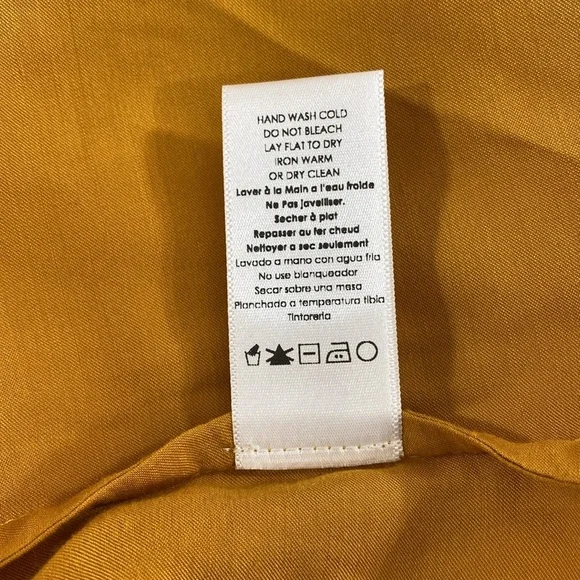 HAND WASH COLD
DO NOT BLEACH
LAY FLAT TO DRY
IRON WARM
OR DRY CLEAN
Laver à la Main a l'eau froide
Ne Pas javelliser.
Secher à plat
Repasser au fer chaud
Nettoyer a sec seulement
Lavado a mano con agua fria
No use blanqueador
Secar sobre una mesa
Planchado a temperatura tibia
Tintoreria